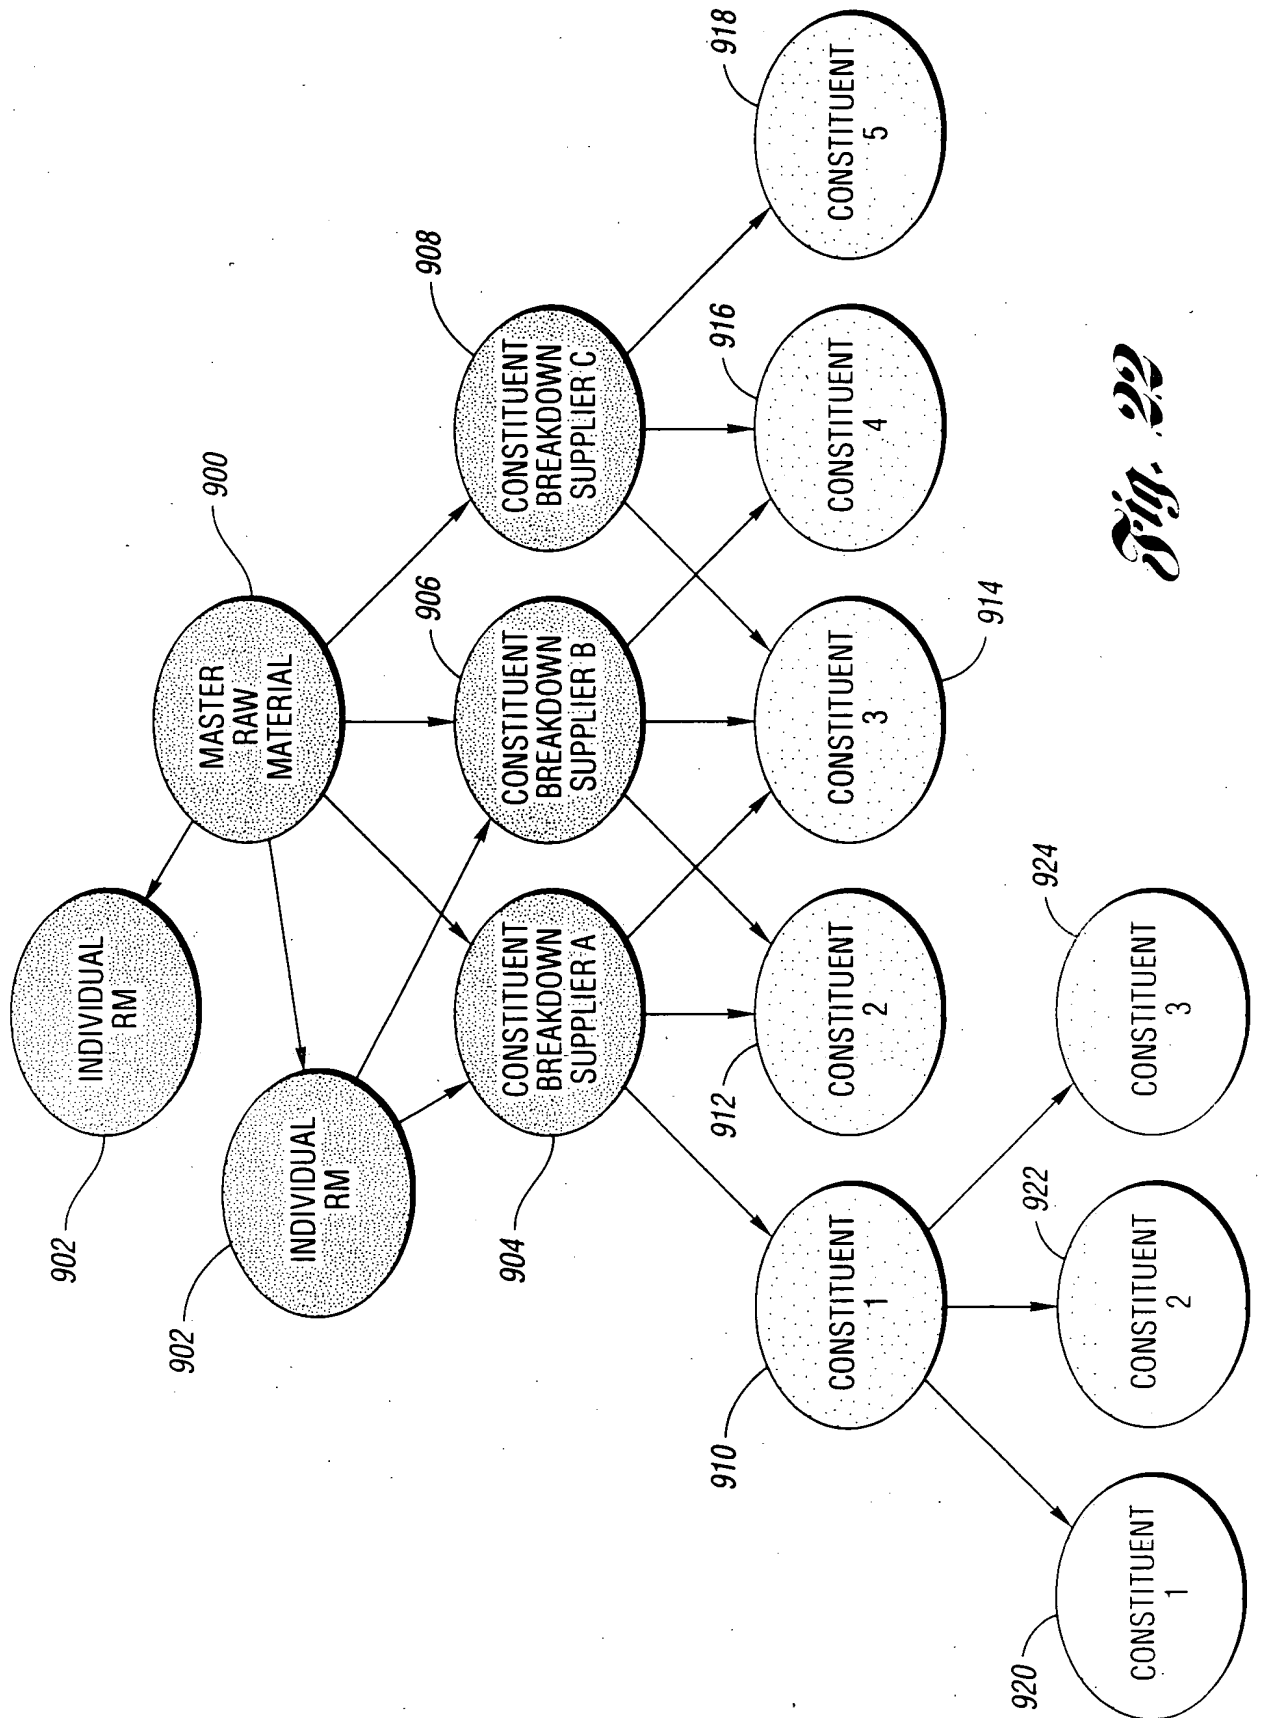 902
INDIVIDUAL
RM
902
INDIVIDUAL
RM
900
MASTER
RAW
MATERIAL
904
CONSTITUENT
BREAKDOWN
SUPPLIER A
906
CONSTITUENT
BREAKDOWN
SUPPLIER B
908
CONSTITUENT
BREAKDOWN
SUPPLIER C
910
CONSTITUENT
1
912
CONSTITUENT
2
914
CONSTITUENT
3
916
CONSTITUENT
4
918
CONSTITUENT
5
920
CONSTITUENT
1
922
CONSTITUENT
2
924
CONSTITUENT
3
Fig. 22